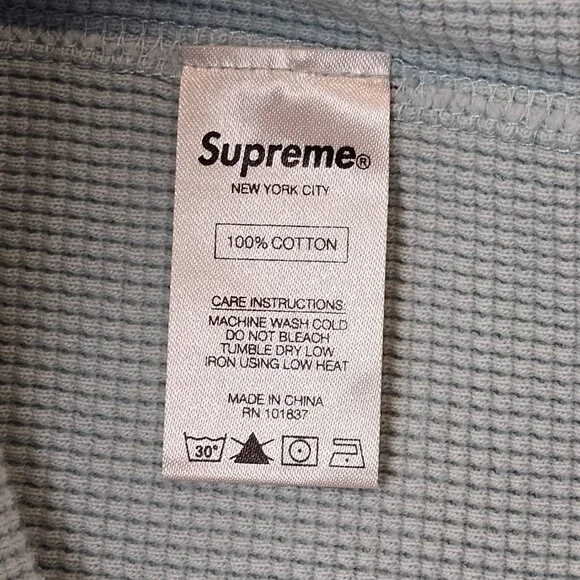 Supreme®
NEW YORK CITY
100% COTTON
CARE INSTRUCTIONS:
MACHINE WASH COLD
DO NOT BLEACH
TUMBLE DRY LOW
IRON USING LOW HEAT
MADE IN CHINA
RN 101837
30°